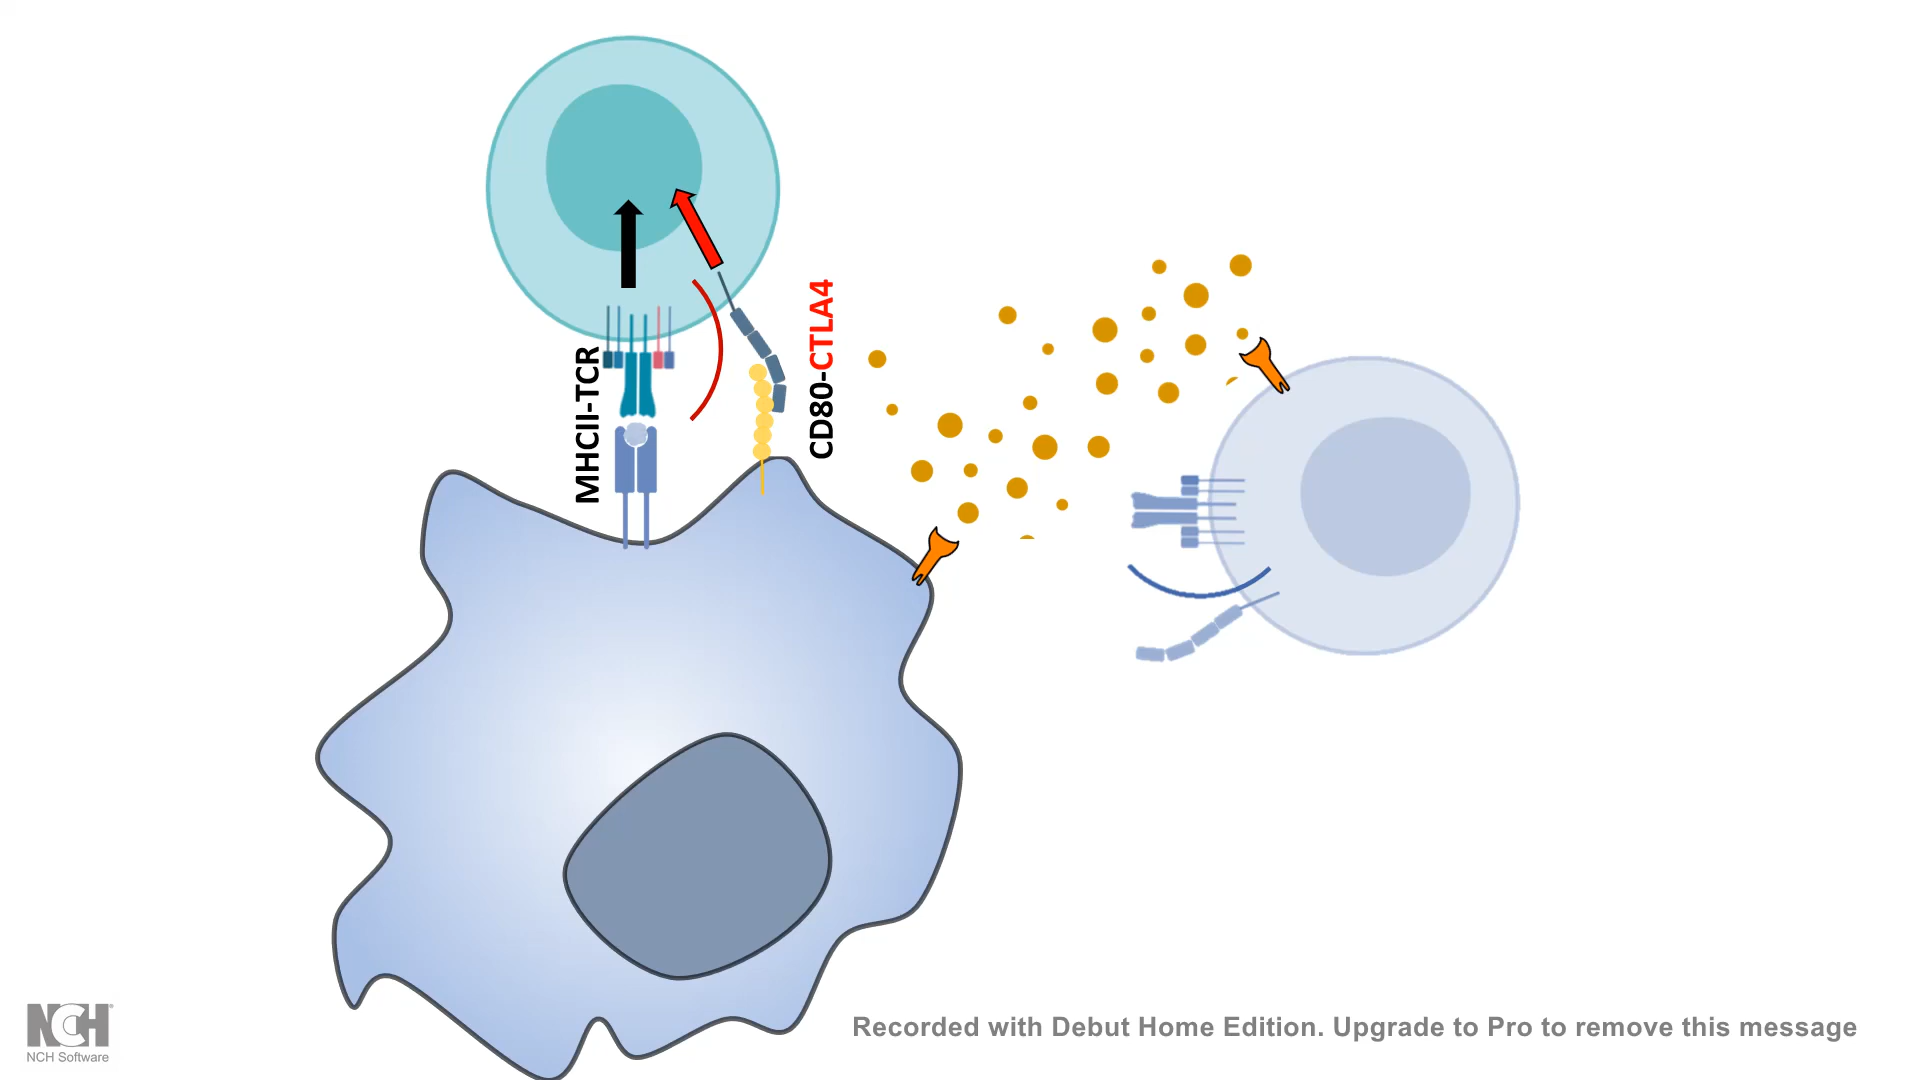 MHCII-TCR
CD80-CTLA4
NCH
NCH Software
Recorded with Debut Home Edition. Upgrade to Pro to remove this message